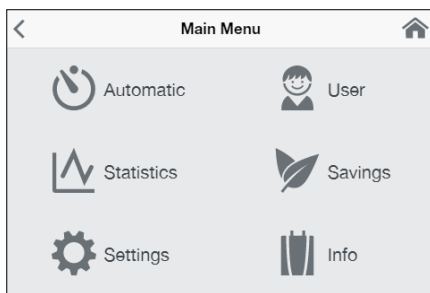 Main Menu
Automatic
User
Statistics
Savings
Settings
Info